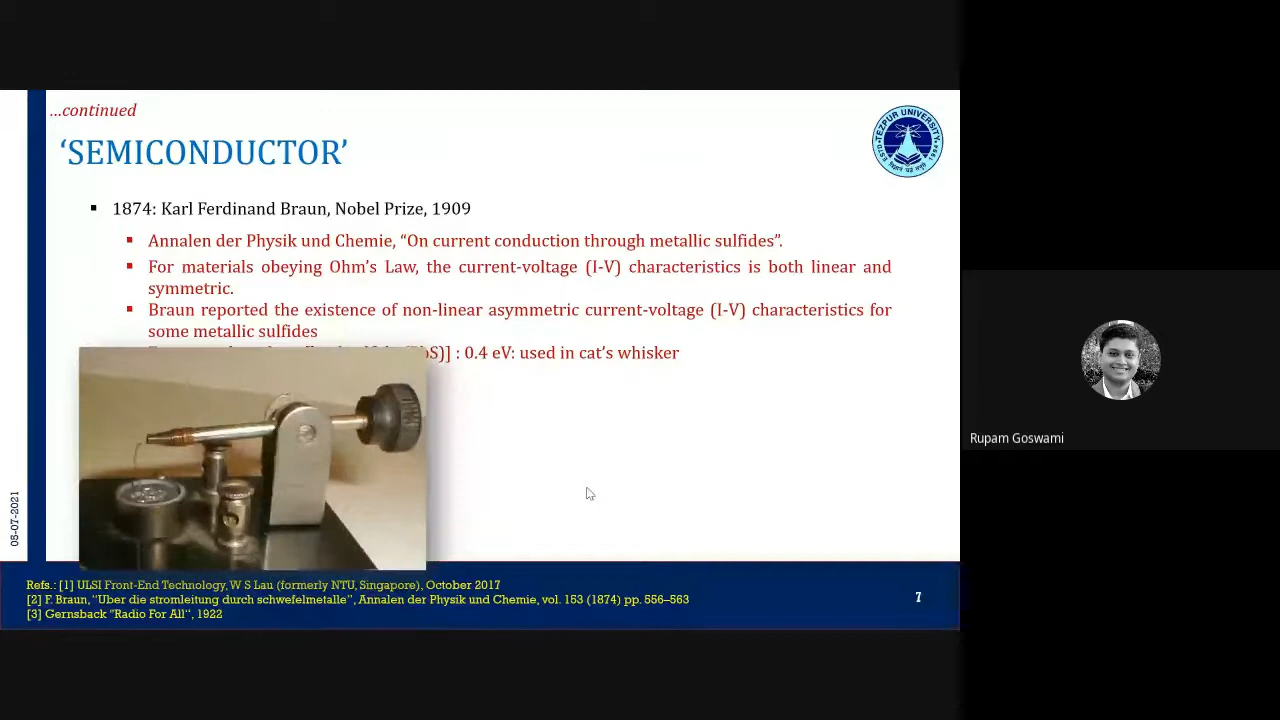 ...continued
‘SEMICONDUCTOR’
TEZPUR UNIVERSITY
1874: Karl Ferdinand Braun, Nobel Prize, 1909
Annalen der Physik und Chemie, “On current conduction through metallic sulfides”.
For materials obeying Ohm’s Law, the current-voltage (I-V) characteristics is both linear and
symmetric.
Braun reported the existence of non-linear asymmetric current-voltage (I-V) characteristics for
some metallic sulfides
: 0.4 eV: used in cat’s whisker
08-07-2021
Refs.: [1] ULSI Front-End Technology, W S Lau (formerly NTU, Singapore), October 2017
[2] F. Braun, “Uber die stromleitung durch schwefelmetalle”, Annalen der Physik und Chemie, vol. 153 (1874) pp. 556–563
[3] Gernsback “Radio For All“, 1922
7
Rupam Goswami